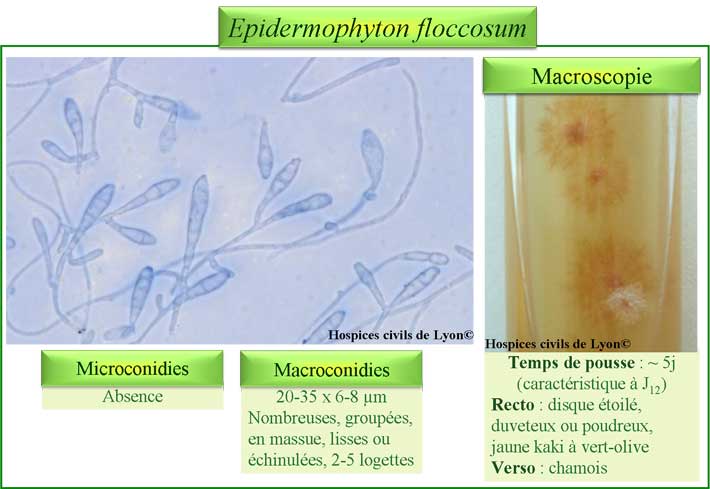 Epidermophyton floccosum
Hospices civils de Lyon©
Macroscopie
Hospices civils de Lyon©
Microconidies
Absence
Macroconidies
20-35 x 6-8 µm
Nombreuses, groupées,
en massue, lisses ou
échinulées, 2-5 logettes
Temps de pousse : ~ 5j
(caractéristique à J12)
Recto : disque étoilé,
duveteux ou poudreux,
jaune kaki à vert-olive
Verso : chamois